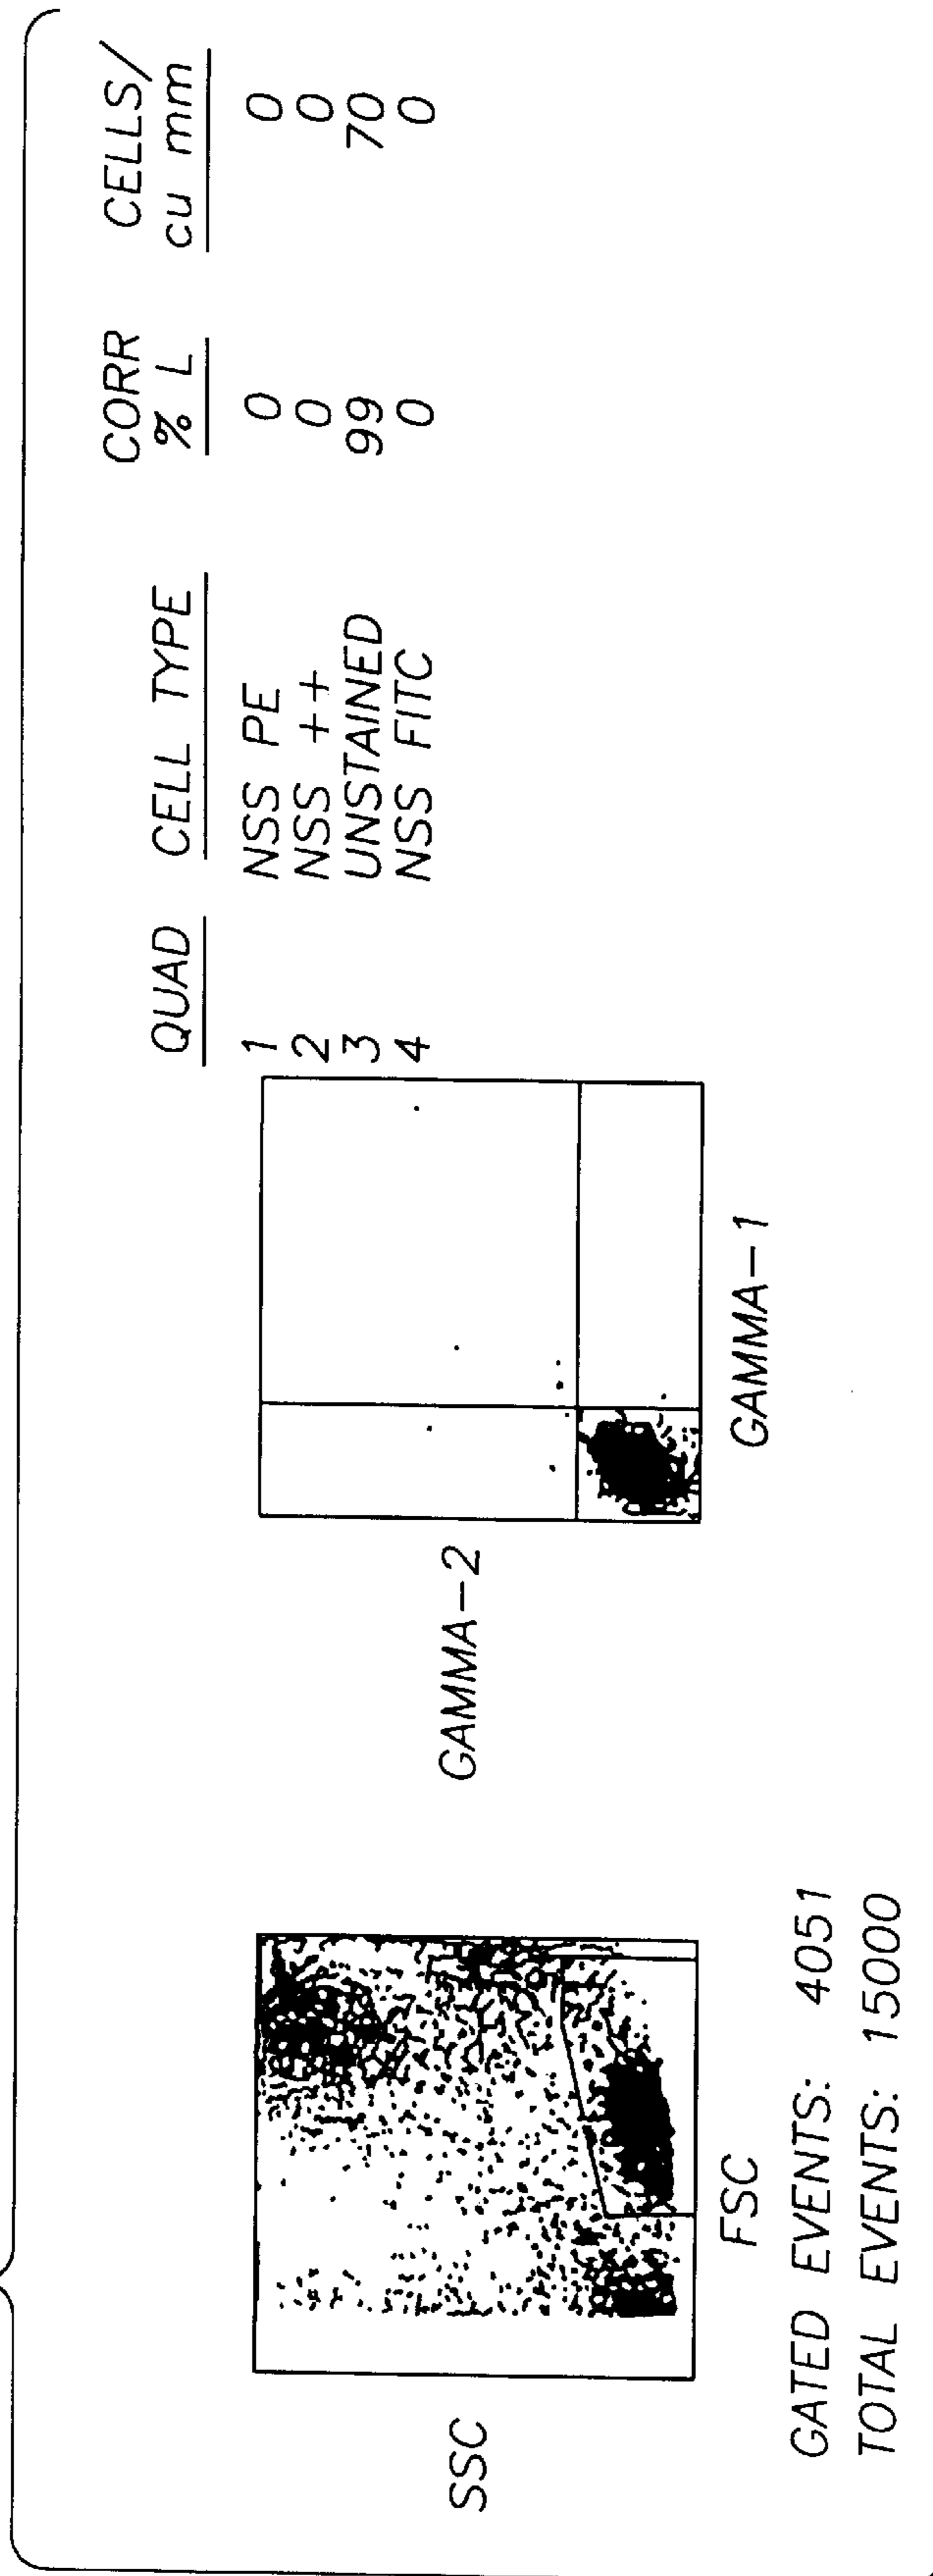 SSC
FSC
GATED EVENTS: 4051
TOTAL EVENTS: 15000
GAMMA-2
GAMMA-1
QUAD CELL TYPE CORR % L CELLS/ cu mm
1 NSS PE 0 0
2 NSS ++ 0 0
3 UNSTAINED 99 70
4 NSS FITC 0 0